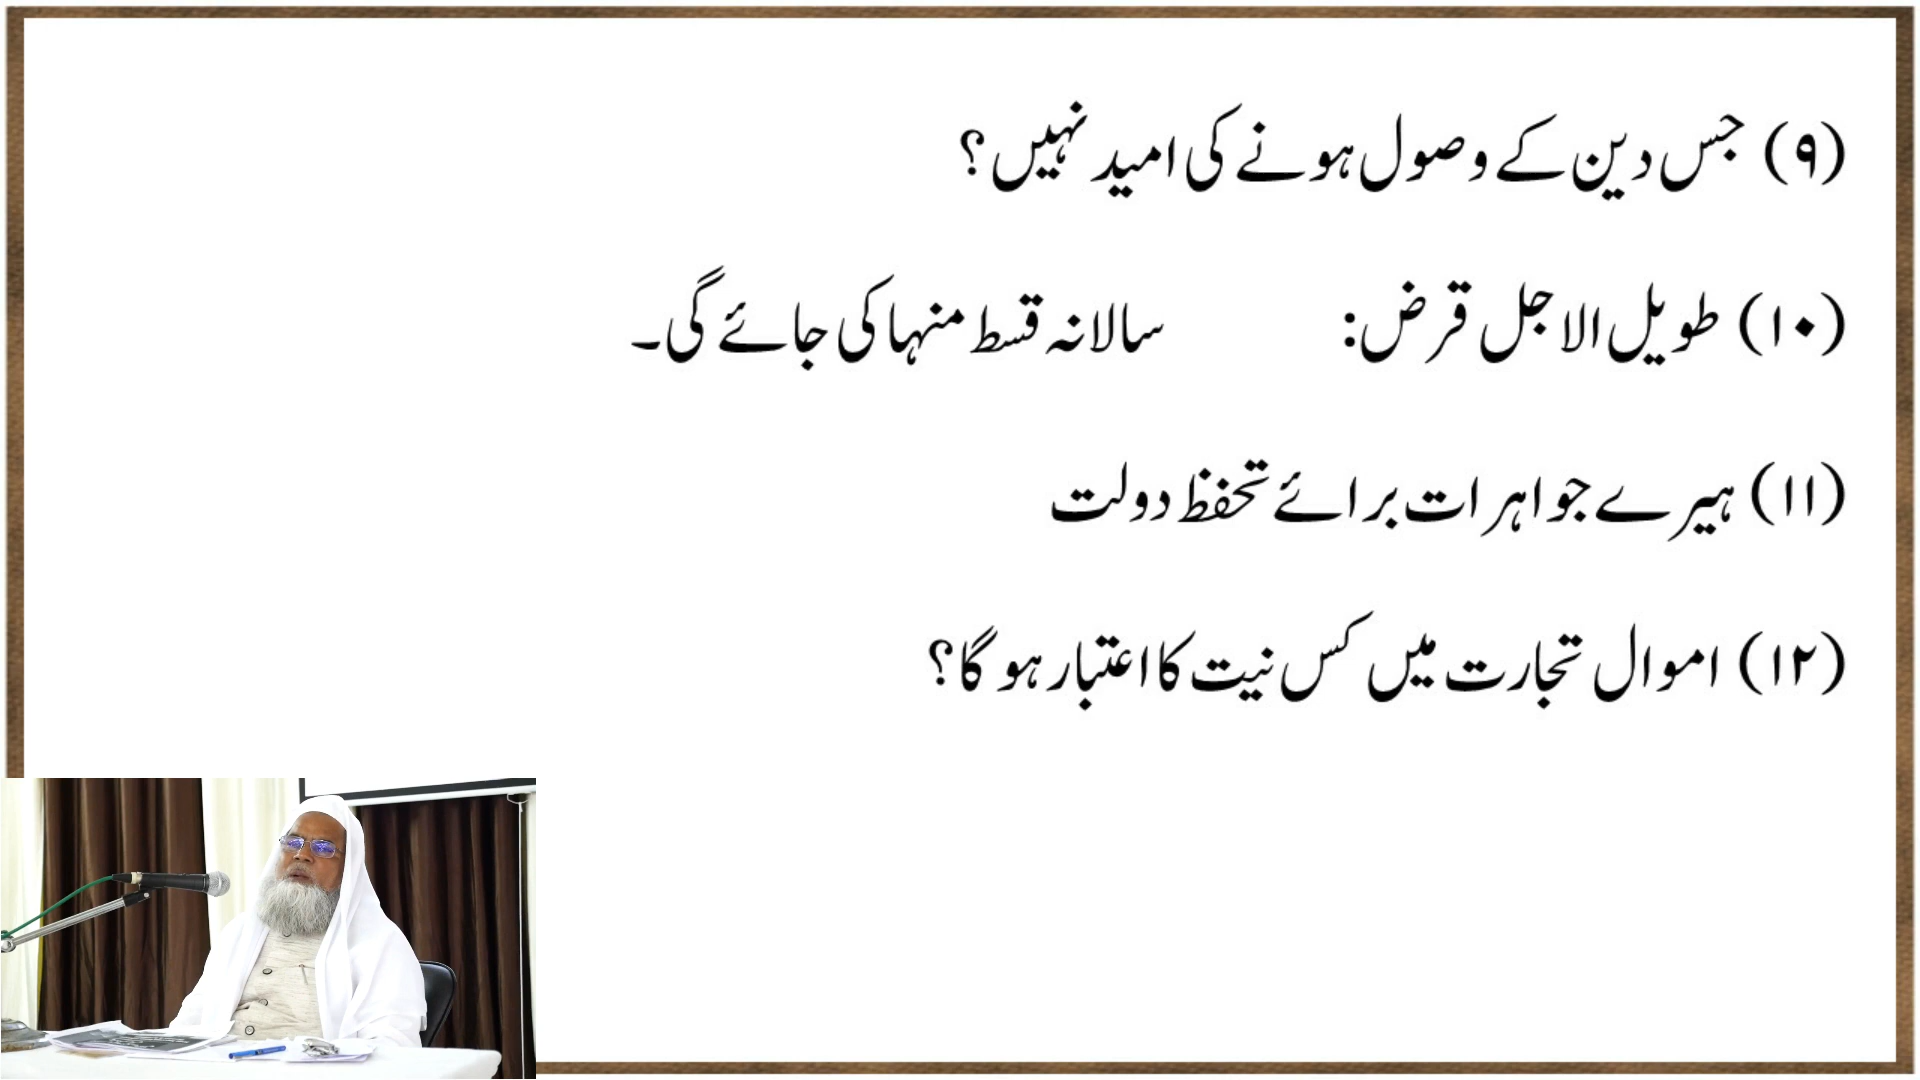 (۹) جس دین کے وصول ہونے کی امید نہیں؟
(۱۰) طویل الاجل قرض: سالانہ قسط منہا کی جائے گی۔
(۱۱) ہیرے جواہرات برائے تحفظ دولت
(۱۲) اموال تجارت میں کس نیت کا اعتبار ہو گا؟